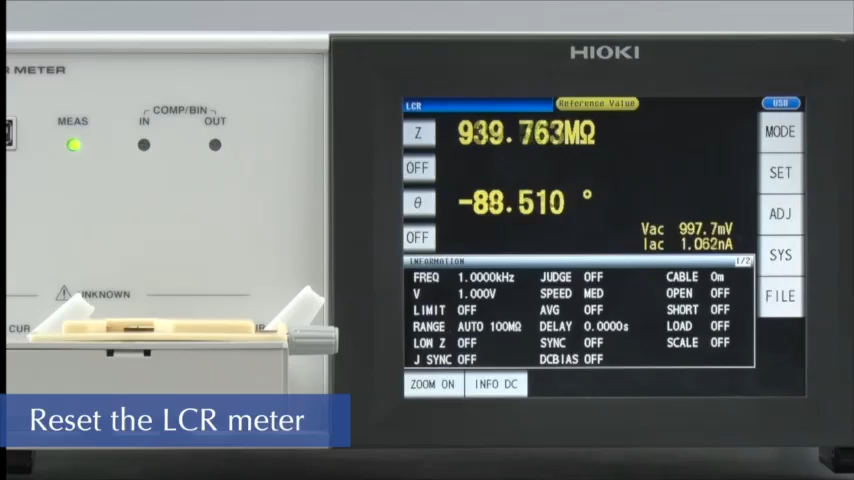 HIOKI
R METER
COMP/BIN
MEAS
IN
OUT
UNKNOWN
CUR
LCR
Reference Value
USB
Z
939.763MΩ
OFF
θ
-89.510 °
OFF
Vac 997.7mV
Iac 1.062nA
MODE
SET
ADJ
SYS
FILE
INFORMATION
1/2
FREQ 1.0000kHz JUDGE OFF CABLE 0m
V 1.000V SPEED MED OPEN OFF
LIMIT OFF AVG OFF SHORT OFF
RANGE AUTO 100MΩ DELAY 0.0000s LOAD OFF
LOW Z OFF SYNC OFF SCALE OFF
J SYNC OFF DCBIAS OFF
ZOOM ON
INFO DC
Reset the LCR meter